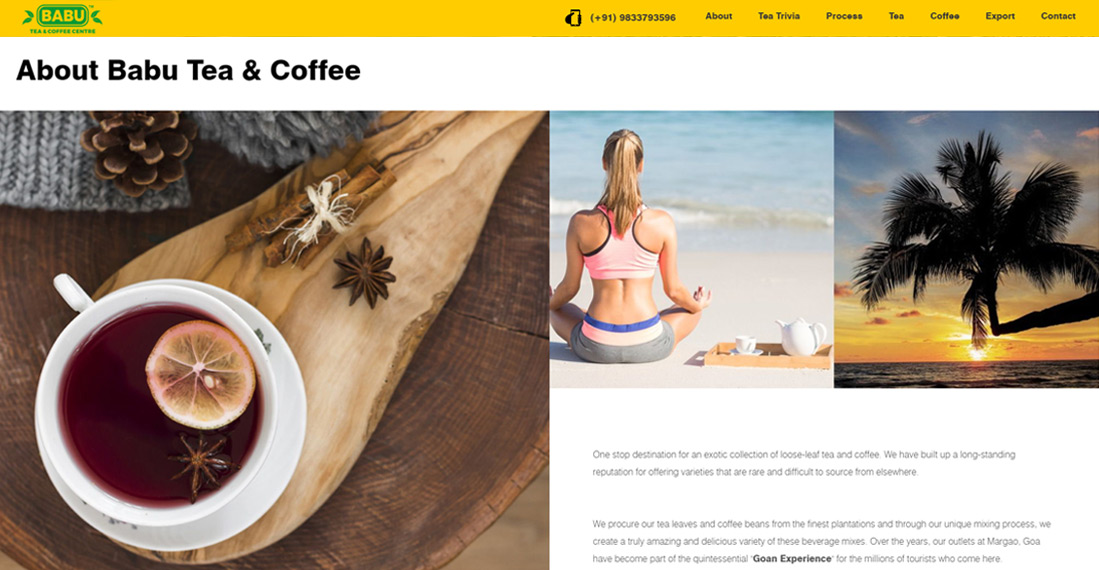 BABU™
TEA & COFFEE CENTRE
(+91) 9833793596
About
Tea Trivia
Process
Tea
Coffee
Export
Contact
About Babu Tea & Coffee
One stop destination for an exotic collection of loose-leaf tea and coffee. We have built up a long-standing
reputation for offering varieties that are rare and difficult to source from elsewhere.
We procure our tea leaves and coffee beans from the finest plantations and through our unique mixing process, we
create a truly amazing and delicious variety of these beverage mixes. Over the years, our outlets at Margao, Goa
have become part of the quintessential 'Goan Experience' for the millions of tourists who come here.